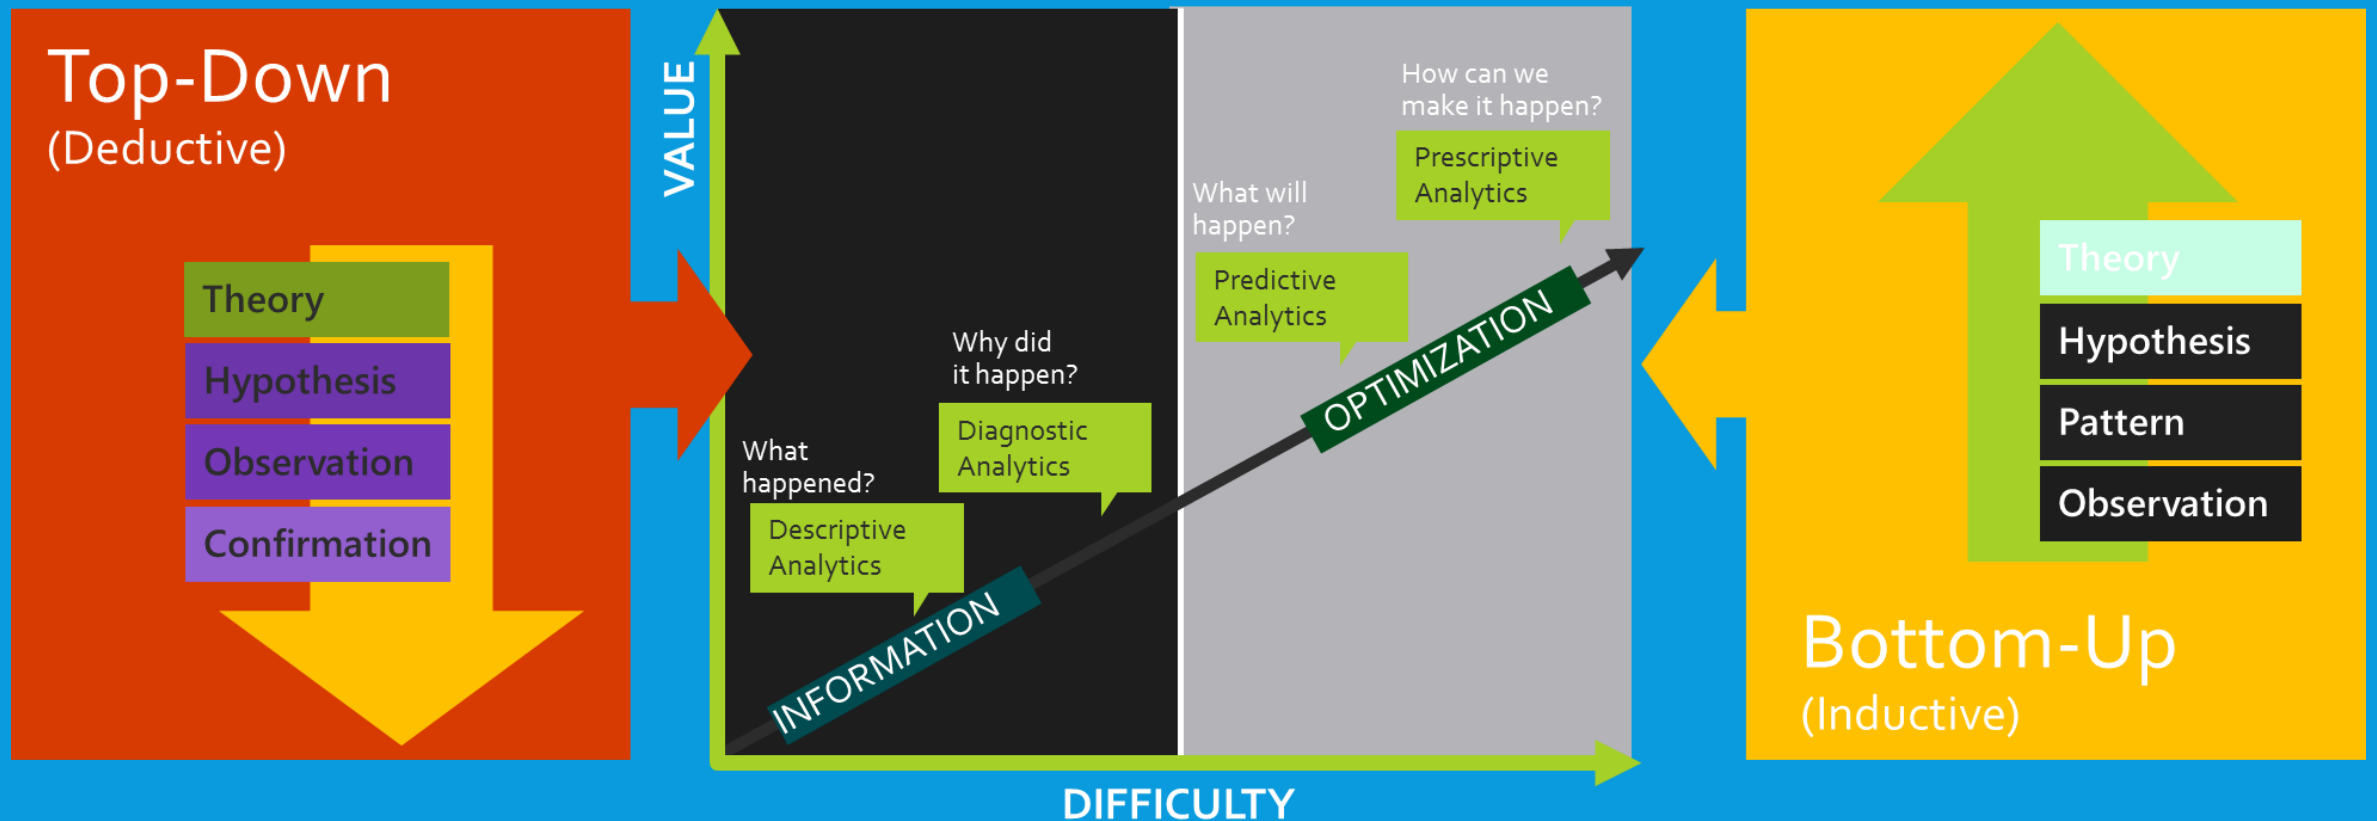 Top-Down
(Deductive)
Theory
Hypothesis
Observation
Confirmation
VALUE
What
happened?
Descriptive
Analytics
Why did
it happen?
Diagnostic
Analytics
What will
happen?
Predictive
Analytics
How can we
make it happen?
Prescriptive
Analytics
INFORMATION
OPTIMIZATION
DIFFICULTY
Theory
Hypothesis
Pattern
Observation
Bottom-Up
(Inductive)